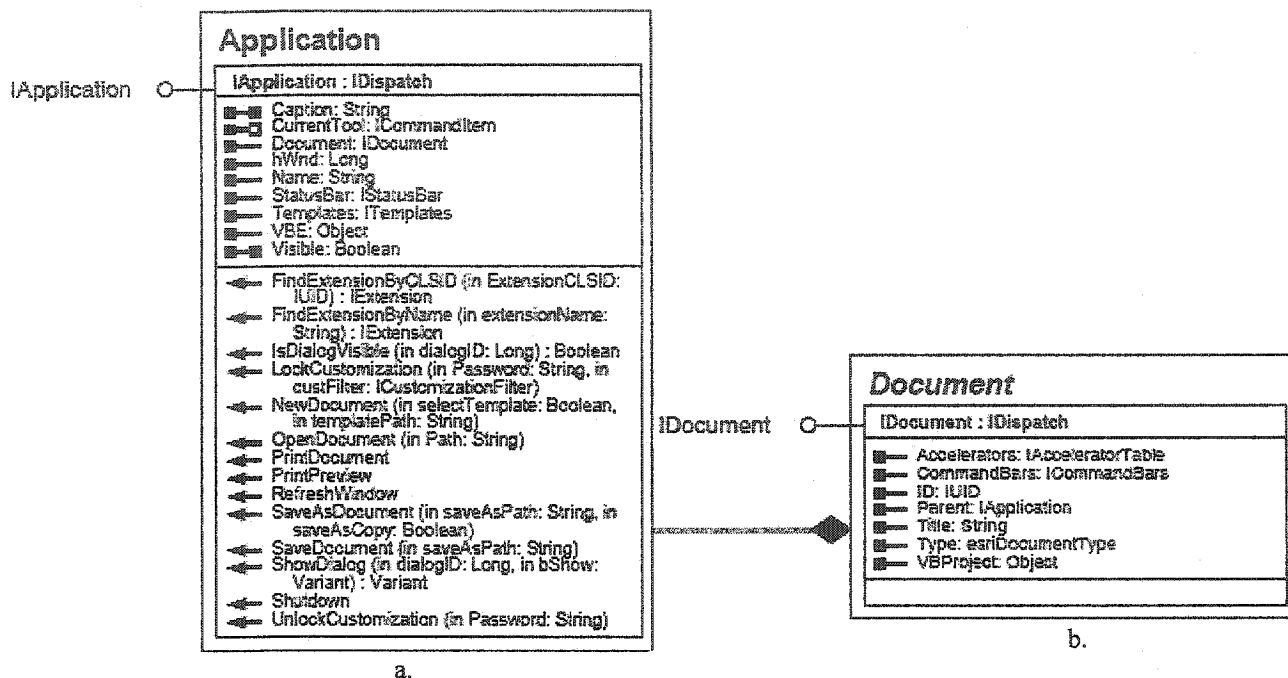 Application
IApplication
IApplication : IDispatch
Caption: String
CurrentTool: ICommandItem
Document: IDocument
hWnd: Long
Name: String
StatusBar: IStatusBar
Templates: ITemplates
VBE: Object
Visible: Boolean
FindExtensionByCLSID (in ExtensionCLSID:
IUID) : IExtension
FindExtensionByName (in extensionName:
String) : IExtension
IsDialogVisible (in dialogID: Long) : Boolean
LockCustomization (in Password: String, in
custFilter: ICustomizationFilter)
NewDocument (in selectTemplate: Boolean,
in templatePath: String)
OpenDocument (in Path: String)
PrintDocument
PrintPreview
RefreshWindow
SaveAsDocument (in saveAsPath: String, in
saveAsCopy: Boolean)
SaveDocument (in saveAsPath: String)
ShowDialog (in dialogID: Long, in bShow:
Variant) : Variant
Shutdown
UnlockCustomization (in Password: String)
a.
Document
IDocument
IDocument : IDispatch
Accelerators: IAcceleratorTable
CommandBars: ICommandBars
ID: IUID
Parent: IApplication
Title: String
Type: esriDocumentType
VBProject: Object
b.